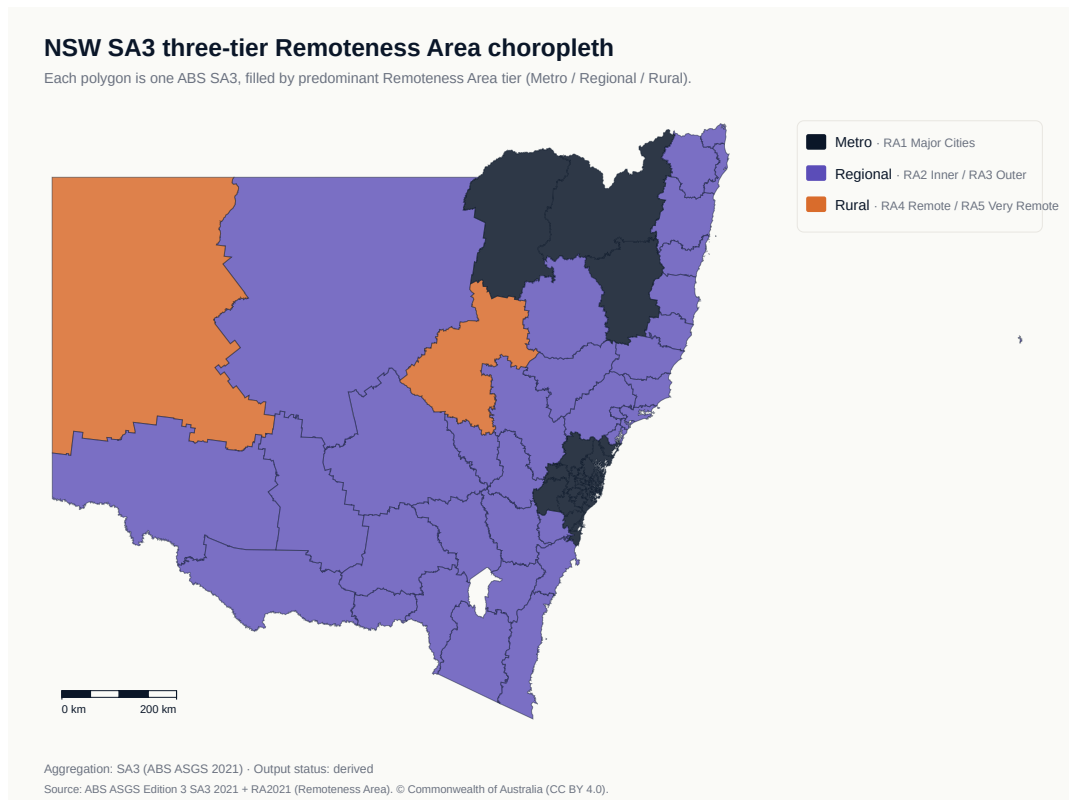 NSW SA3 three-tier Remoteness Area choropleth
Each polygon is one ABS SA3, filled by predominant Remoteness Area tier (Metro / Regional / Rural).
Metro · RA1 Major Cities
Regional · RA2 Inner / RA3 Outer
Rural · RA4 Remote / RA5 Very Remote
0 km 200 km
Aggregation: SA3 (ABS ASGS 2021) · Output status: derived
Source: ABS ASGS Edition 3 SA3 2021 + RA2021 (Remoteness Area). © Commonwealth of Australia (CC BY 4.0).